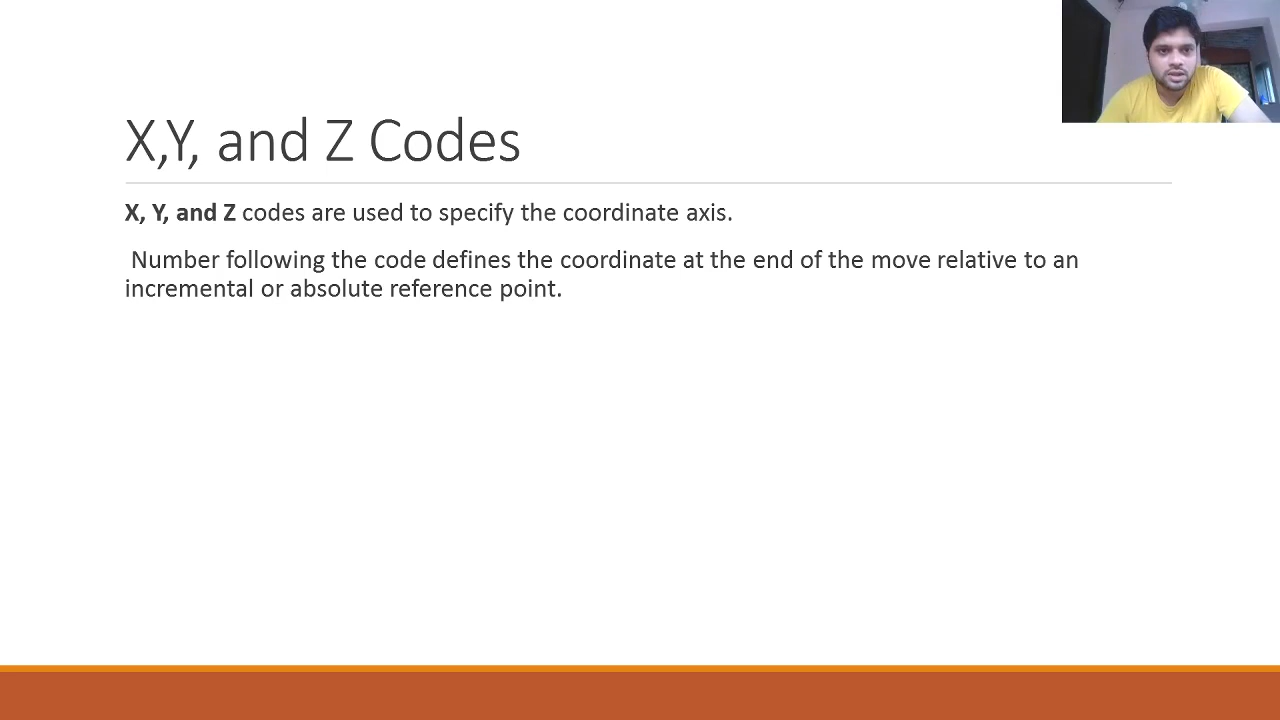 X,Y, and Z Codes
X, Y, and Z codes are used to specify the coordinate axis.
Number following the code defines the coordinate at the end of the move relative to an
incremental or absolute reference point.